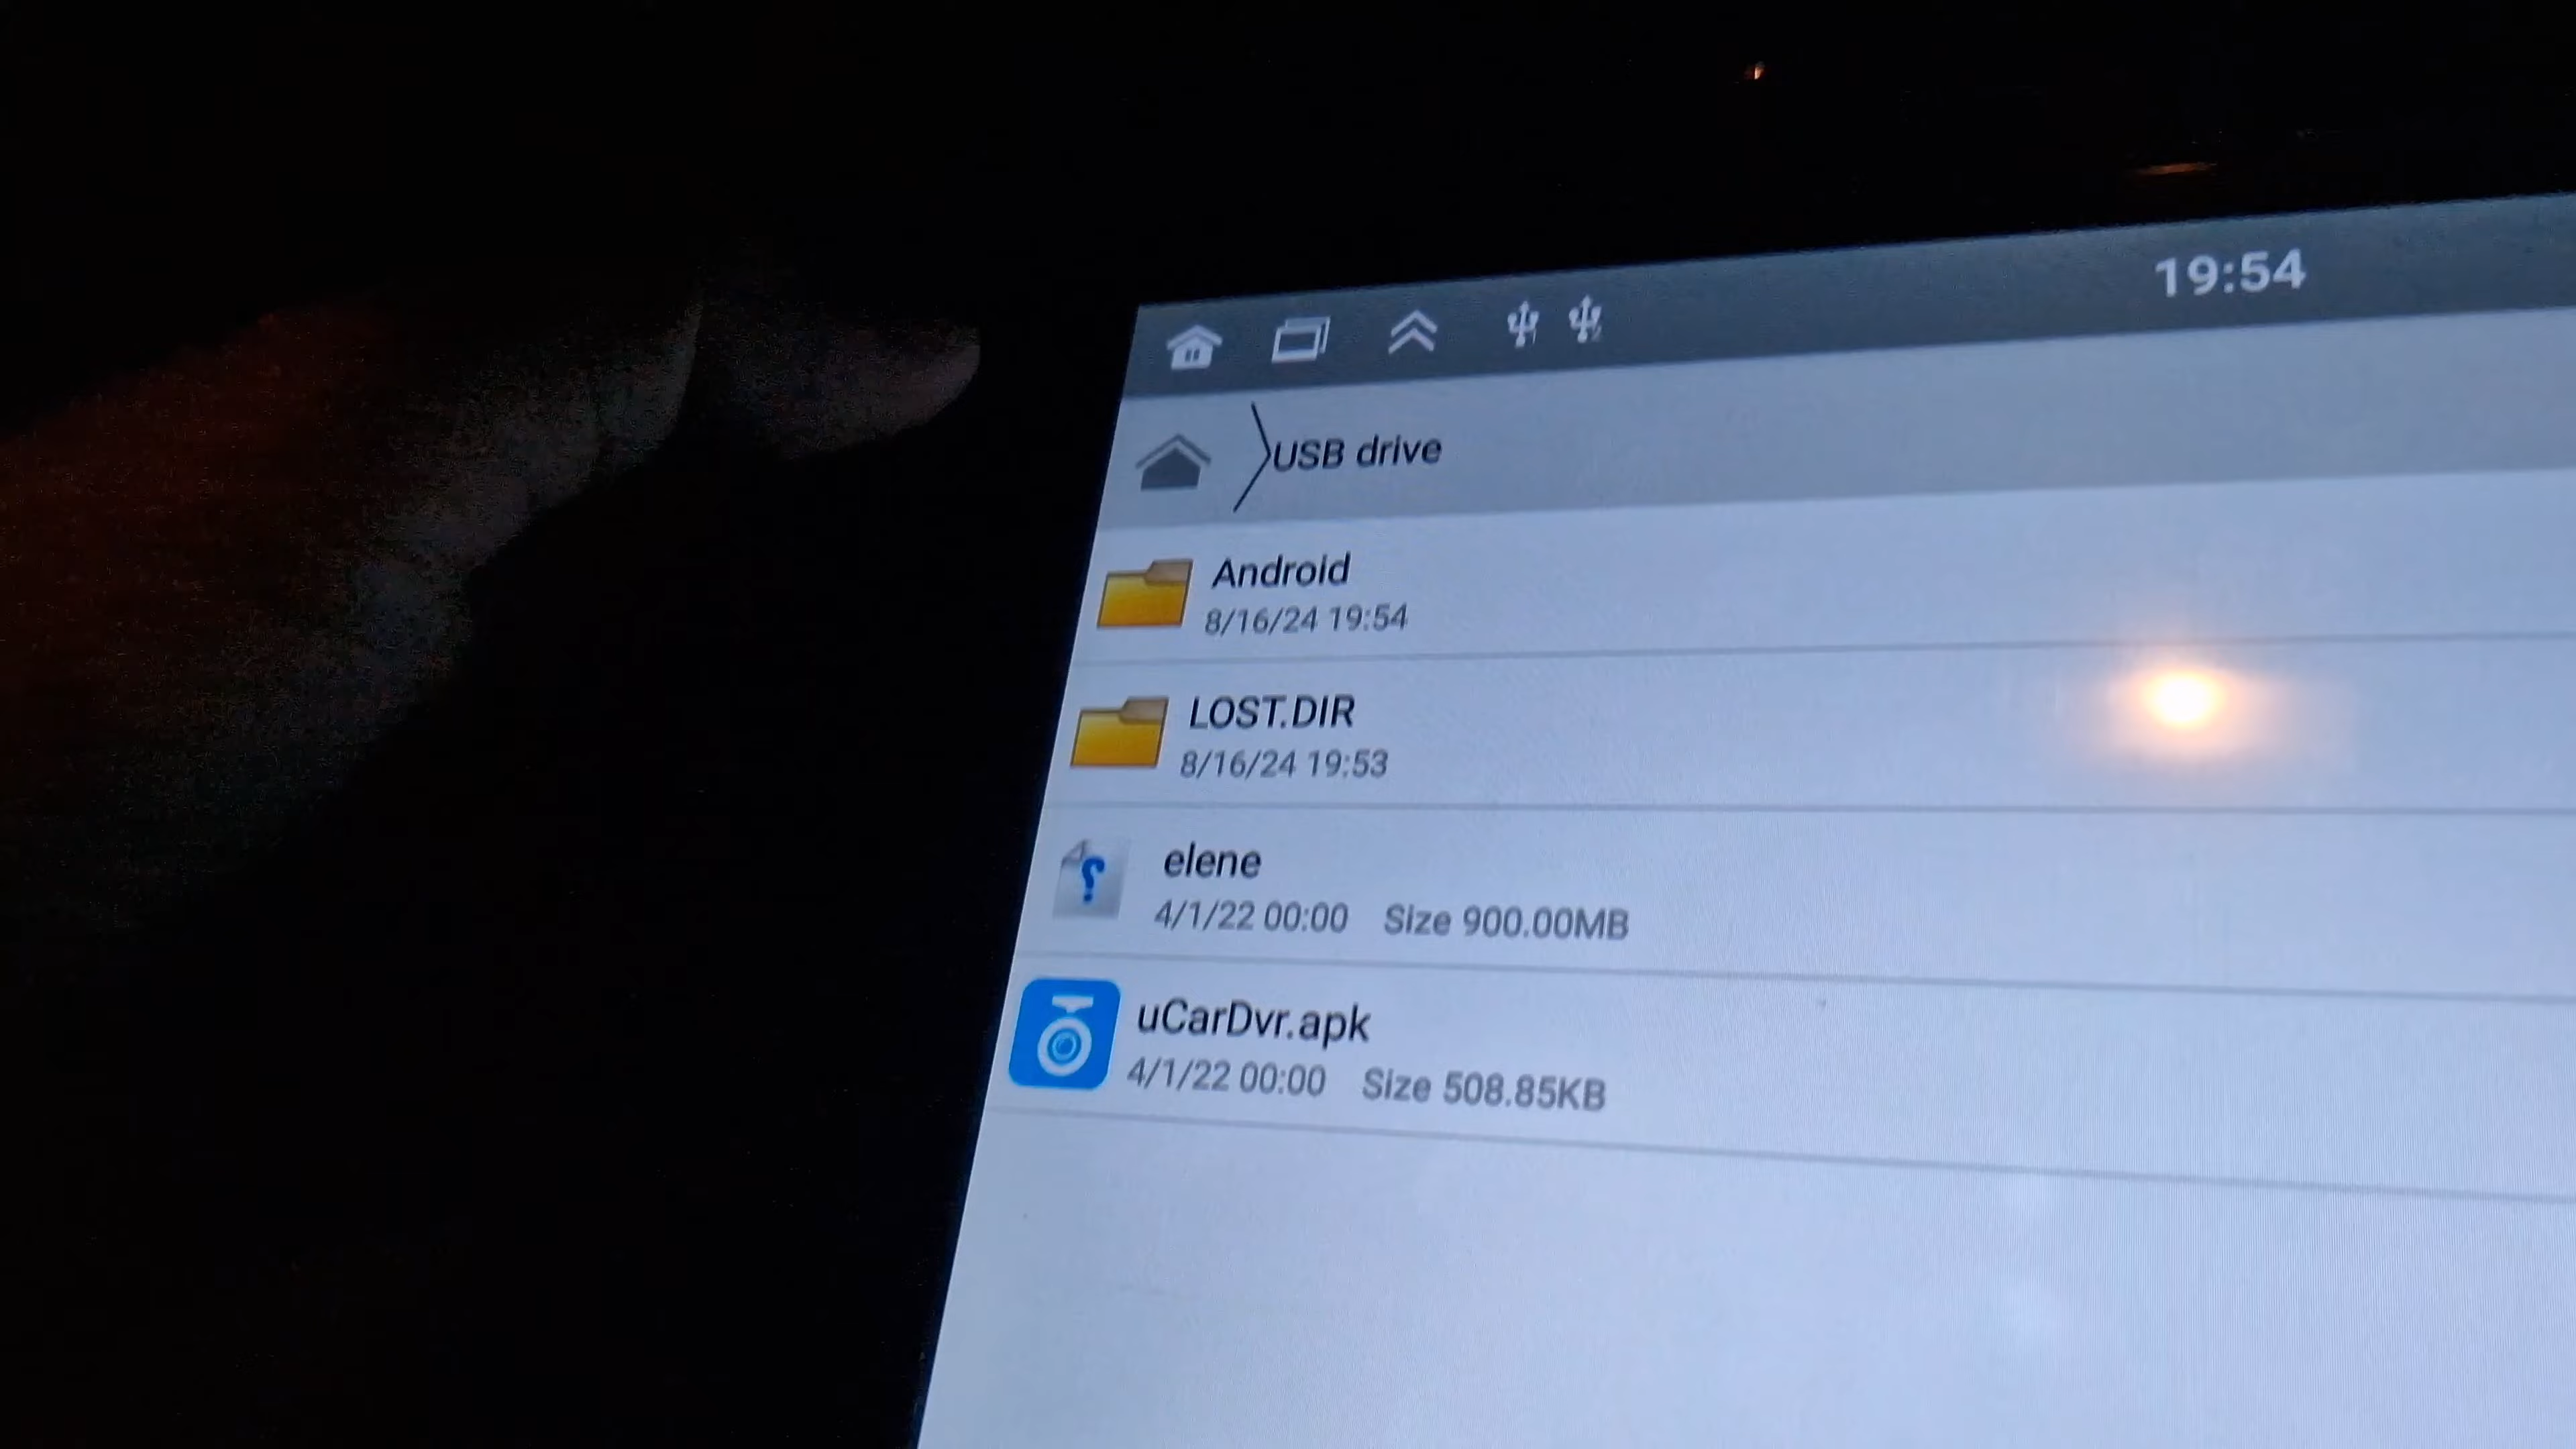 19:54
USB drive
Android
8/16/24 19:54
LOST.DIR
8/16/24 19:53
elene
4/1/22 00:00 Size 900.00MB
uCarDvr.apk
4/1/22 00:00 Size 508.85KB